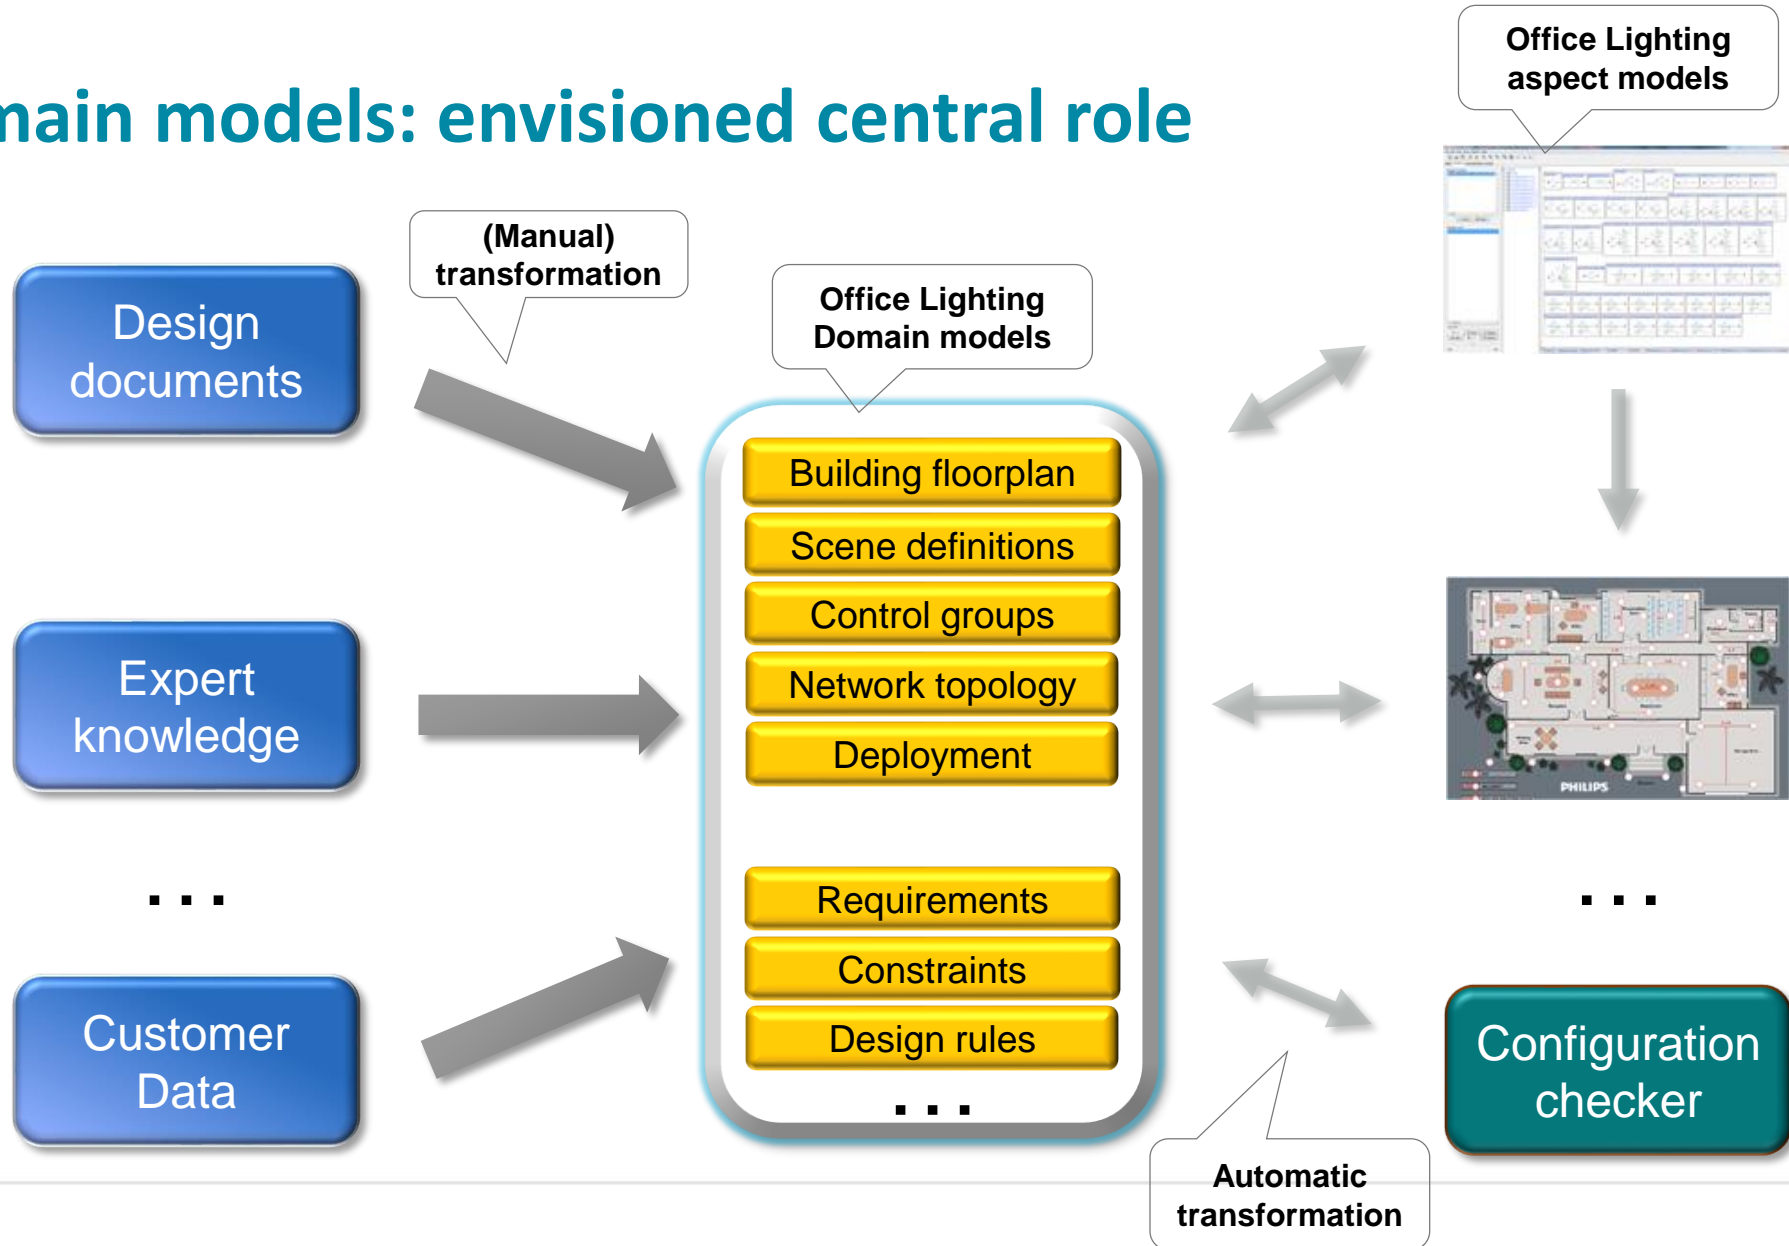 main models: envisioned central role
Office Lighting
aspect models
(Manual)
transformation
Office Lighting
Domain models
Design
documents
Expert
knowledge
. . .
Customer
Data
Building floorplan
Scene definitions
Control groups
Network topology
Deployment
Requirements
Constraints
Design rules
. . .
PHILIPS
. . .
Configuration
checker
Automatic
transformation